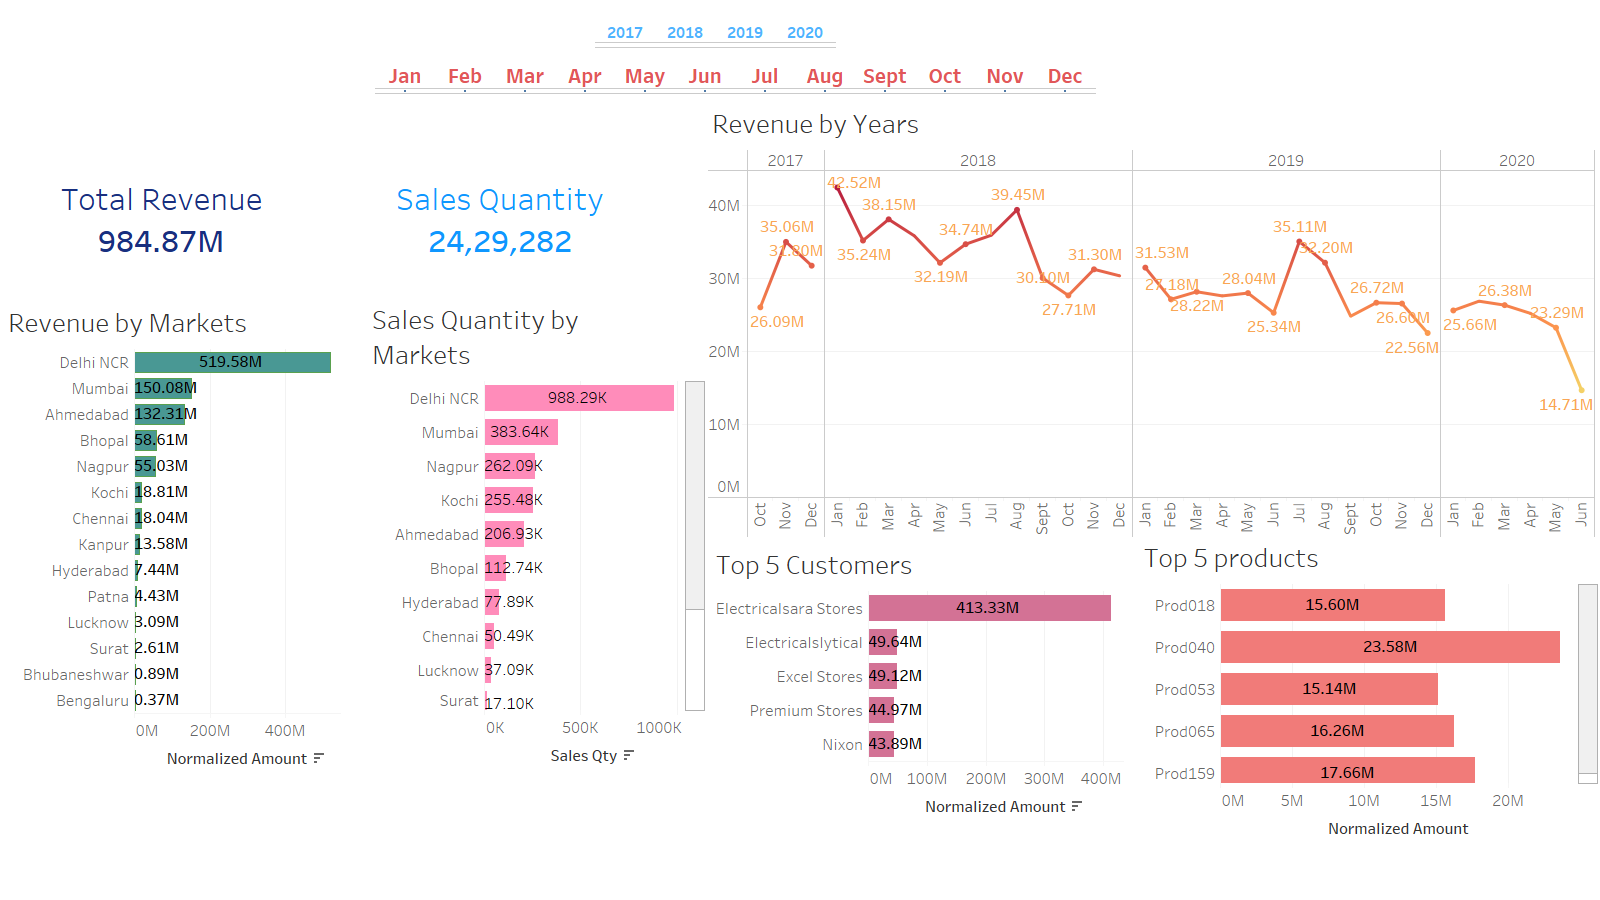 2017 2018 2019 2020
Jan Feb Mar Apr May Jun Jul Aug Sept Oct Nov Dec
Total Revenue
984.87M
Sales Quantity
24,29,282
Revenue by Markets
Delhi NCR 519.58M
Mumbai 150.08M
Ahmedabad 132.31M
Bhopal 58.61M
Nagpur 55.03M
Kochi 18.81M
Chennai 18.04M
Kanpur 13.58M
Hyderabad 7.44M
Patna 4.43M
Lucknow 3.09M
Surat 2.61M
Bhubaneshwar 0.89M
Bengaluru 0.37M
0M 200M 400M
Normalized Amount
Sales Quantity by
Markets
Delhi NCR 988.29K
Mumbai 383.64K
Nagpur 262.09K
Kochi 255.48K
Ahmedabad 206.93K
Bhopal 112.74K
Hyderabad 77.89K
Chennai 50.49K
Lucknow 37.09K
Surat 17.10K
0K 500K 1000K
Sales Qty
Revenue by Years
2017 2018 2019 2020
40M
30M
20M
10M
0M
26.09M
35.06M
31.80M
42.52M
35.24M
38.15M
32.19M
34.74M
39.45M
30.10M
27.71M
31.30M
31.53M
27.18M
28.22M
28.04M
25.34M
35.11M
32.20M
26.72M
26.60M
22.56M
25.66M
26.38M
23.29M
14.71M
Oct Nov Dec Jan Feb Mar Apr May Jun Jul Aug Sept Oct Nov Dec Jan Feb Mar Apr May Jun Jul Aug Sept Oct Nov Dec Jan Feb Mar Apr May Jun
Top 5 Customers
Electricalsara Stores 413.33M
Electricalslytical 49.64M
Excel Stores 49.12M
Premium Stores 44.97M
Nixon 43.89M
0M 100M 200M 300M 400M
Normalized Amount
Top 5 products
Prod018 15.60M
Prod040 23.58M
Prod053 15.14M
Prod065 16.26M
Prod159 17.66M
0M 5M 10M 15M 20M
Normalized Amount